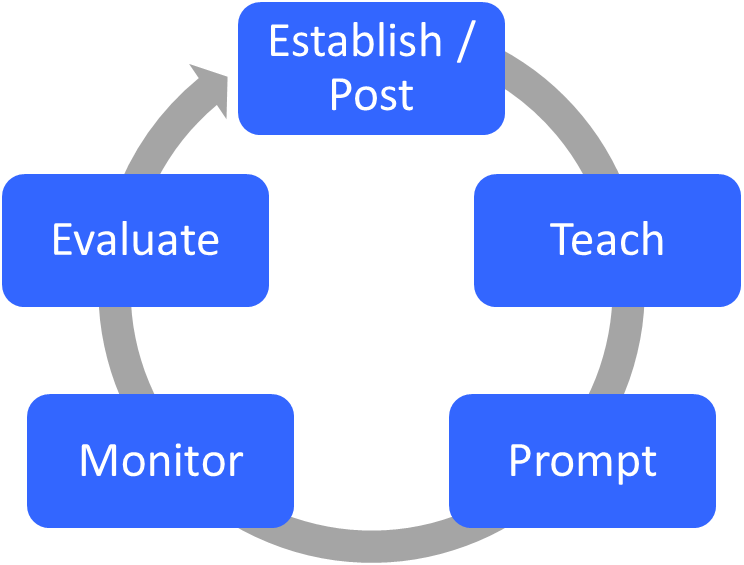 Establish /
Post
Teach
Prompt
Monitor
Evaluate